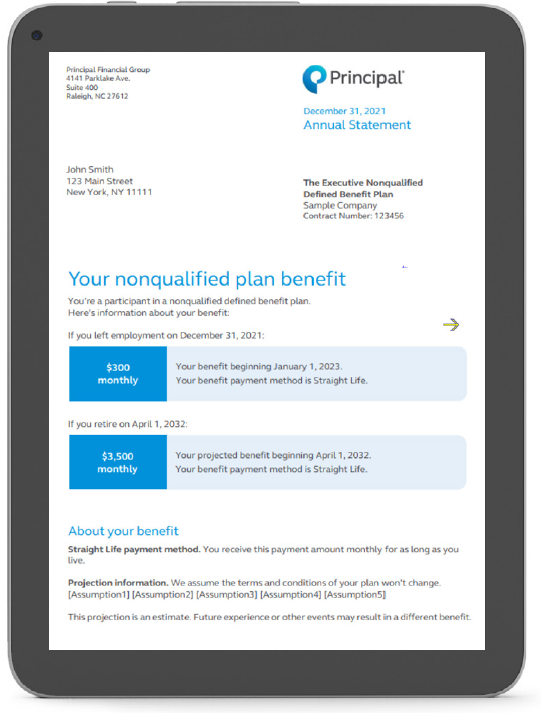 Principal Financial Group
4141 Parklake Ave.
Suite 400
Raleigh, NC 27612
Principal®
December 31, 2021
Annual Statement
John Smith
123 Main Street
New York, NY 11111
The Executive Nonqualified
Defined Benefit Plan
Sample Company
Contract Number: 123456
Your nonqualified plan benefit
You're a participant in a nonqualified defined benefit plan.
Here's information about your benefit:
If you left employment on December 31, 2021:
$300
monthly
Your benefit beginning January 1, 2023.
Your benefit payment method is Straight Life.
If you retire on April 1, 2032:
$3,500
monthly
Your projected benefit beginning April 1, 2032.
Your benefit payment method is Straight Life.
About your benefit
Straight Life payment method. You receive this payment amount monthly for as long as you
live.
Projection information. We assume the terms and conditions of your plan won't change.
[Assumption1] [Assumption2] [Assumption3] [Assumption4] [Assumption5]
This projection is an estimate. Future experience or other events may result in a different benefit.